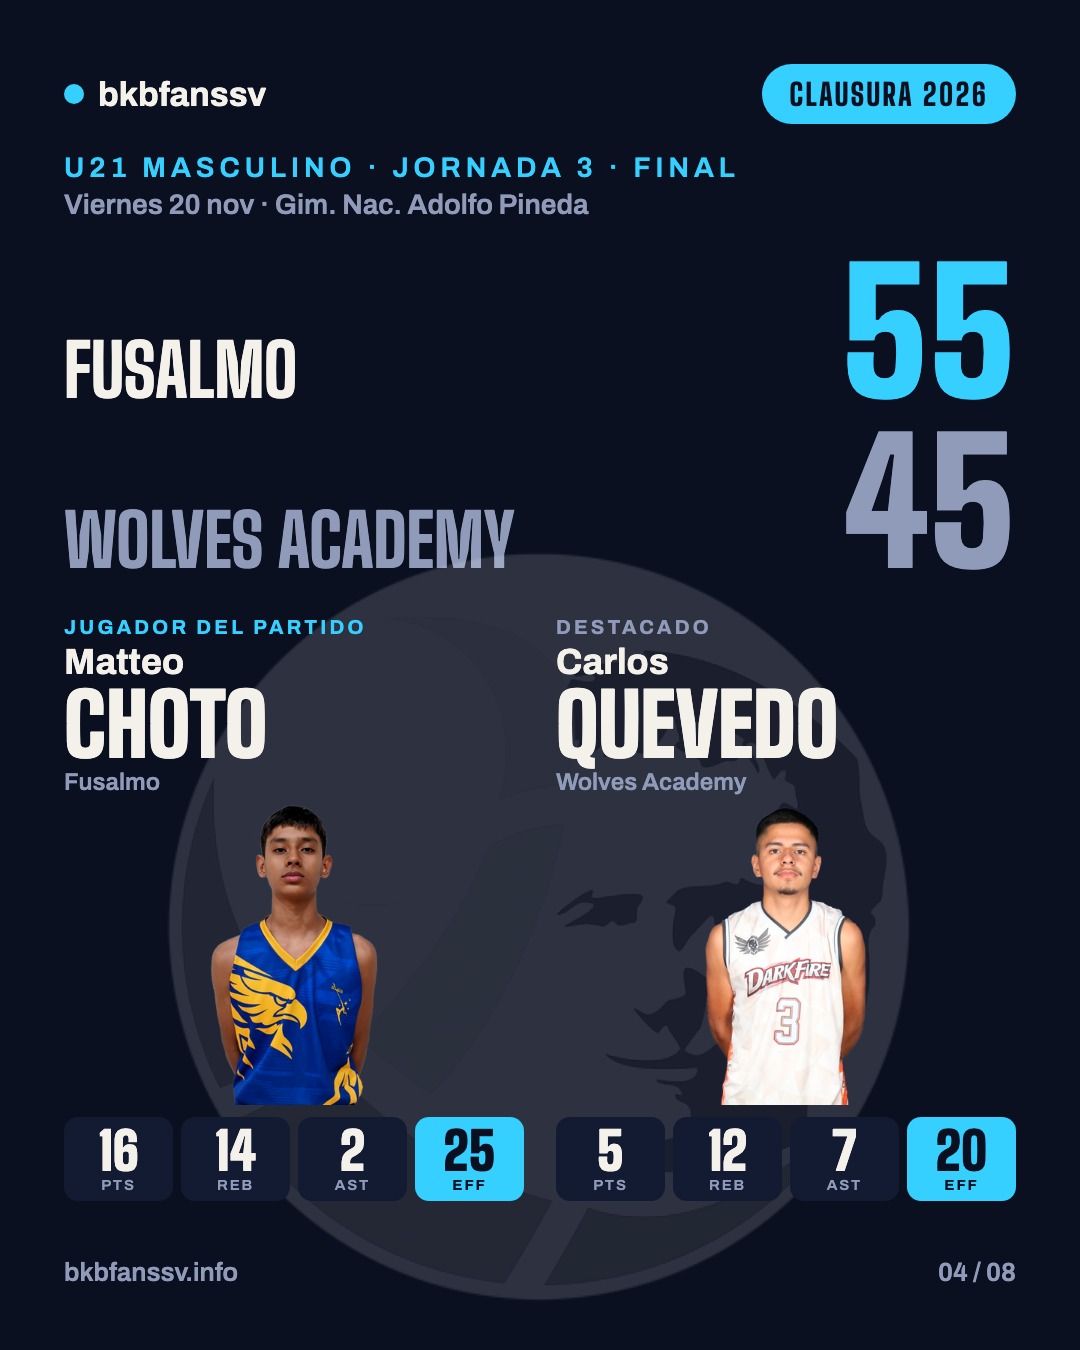 bkbfanssv
CLAUSURA 2026
U21 MASCULINO · JORNADA 3 · FINAL
Viernes 20 nov · Gim. Nac. Adolfo Pineda
FUSALMO
55
WOLVES ACADEMY
45
JUGADOR DEL PARTIDO
Matteo
CHOTO
Fusalmo
DESTACADO
Carlos
QUEVEDO
Wolves Academy
DARKFIRE
3
16
PTS
14
REB
2
AST
25
EFF
5
PTS
12
REB
7
AST
20
EFF
bkbfanssv.info
04 / 08